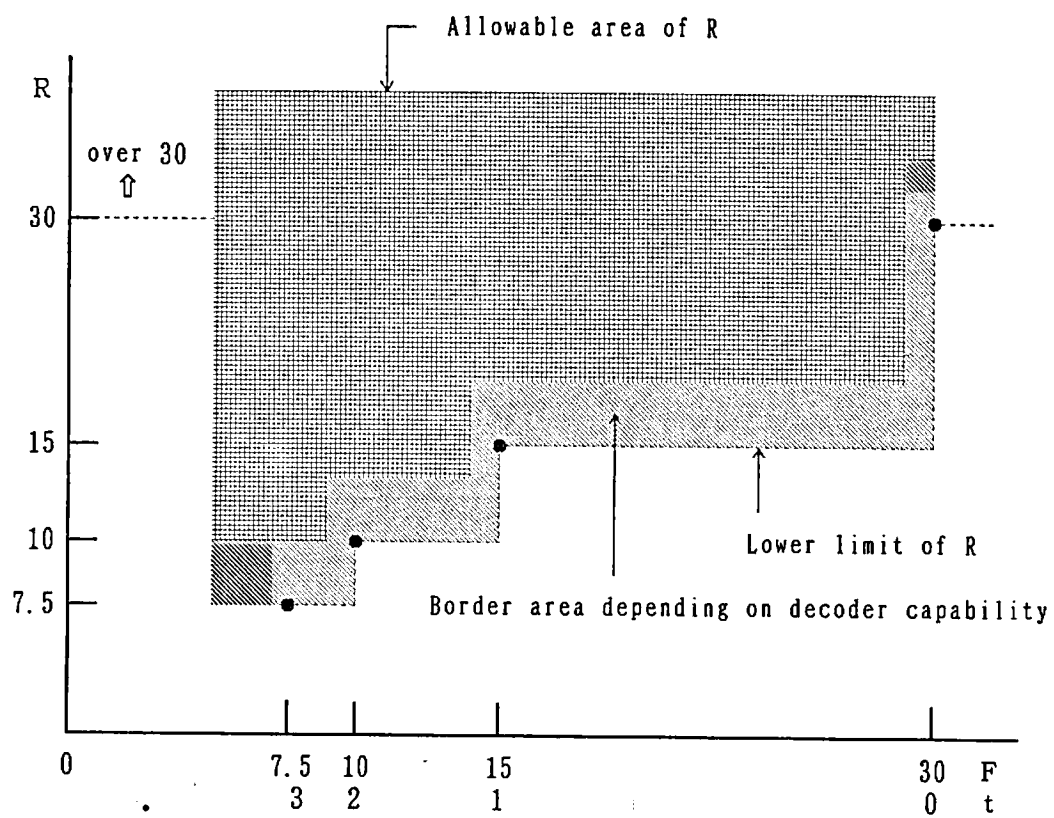 Allowable area of R
R
over 30
⇧
30
15
10
7.5
Lower limit of R
Border area depending on decoder capability
0 7.5 10 15 30 F
3 2 1 0 t